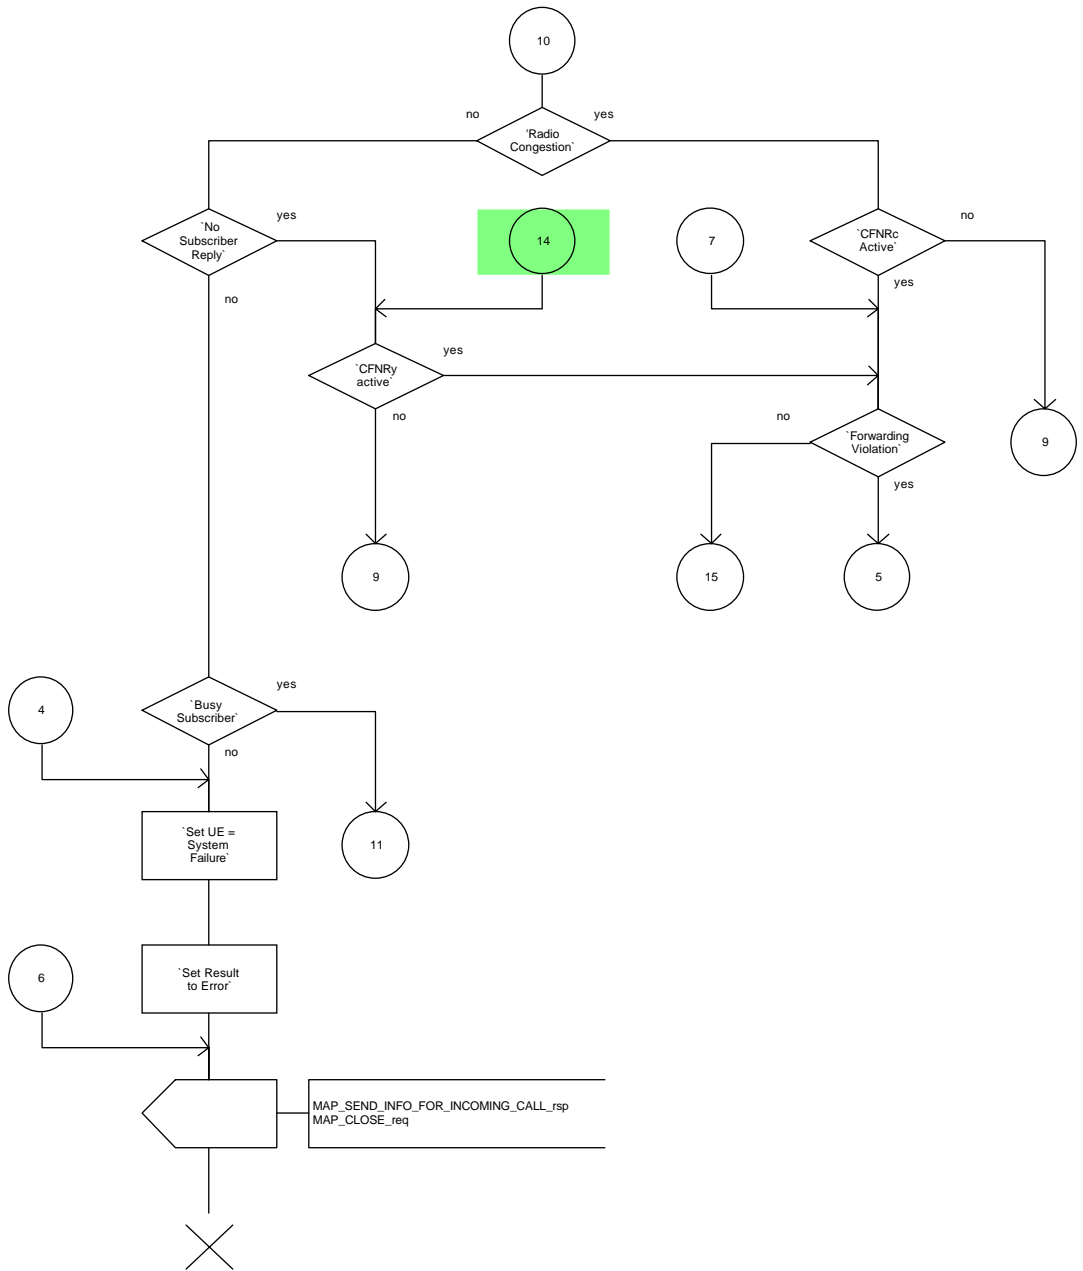 10
no
yes
'Radio
Congestion`
`No
Subscriber
Reply`
yes
14
7
`CFNRc
Active`
no
no
yes
`CFNRy
active`
yes
no
no
`Forwarding
Violation`
9
yes
9
15
5
4
`Busy
Subscriber`
yes
no
`Set UE =
System
Failure`
11
6
`Set Result
to Error`
MAP_SEND_INFO_FOR_INCOMING_CALL_rsp
MAP_CLOSE_req